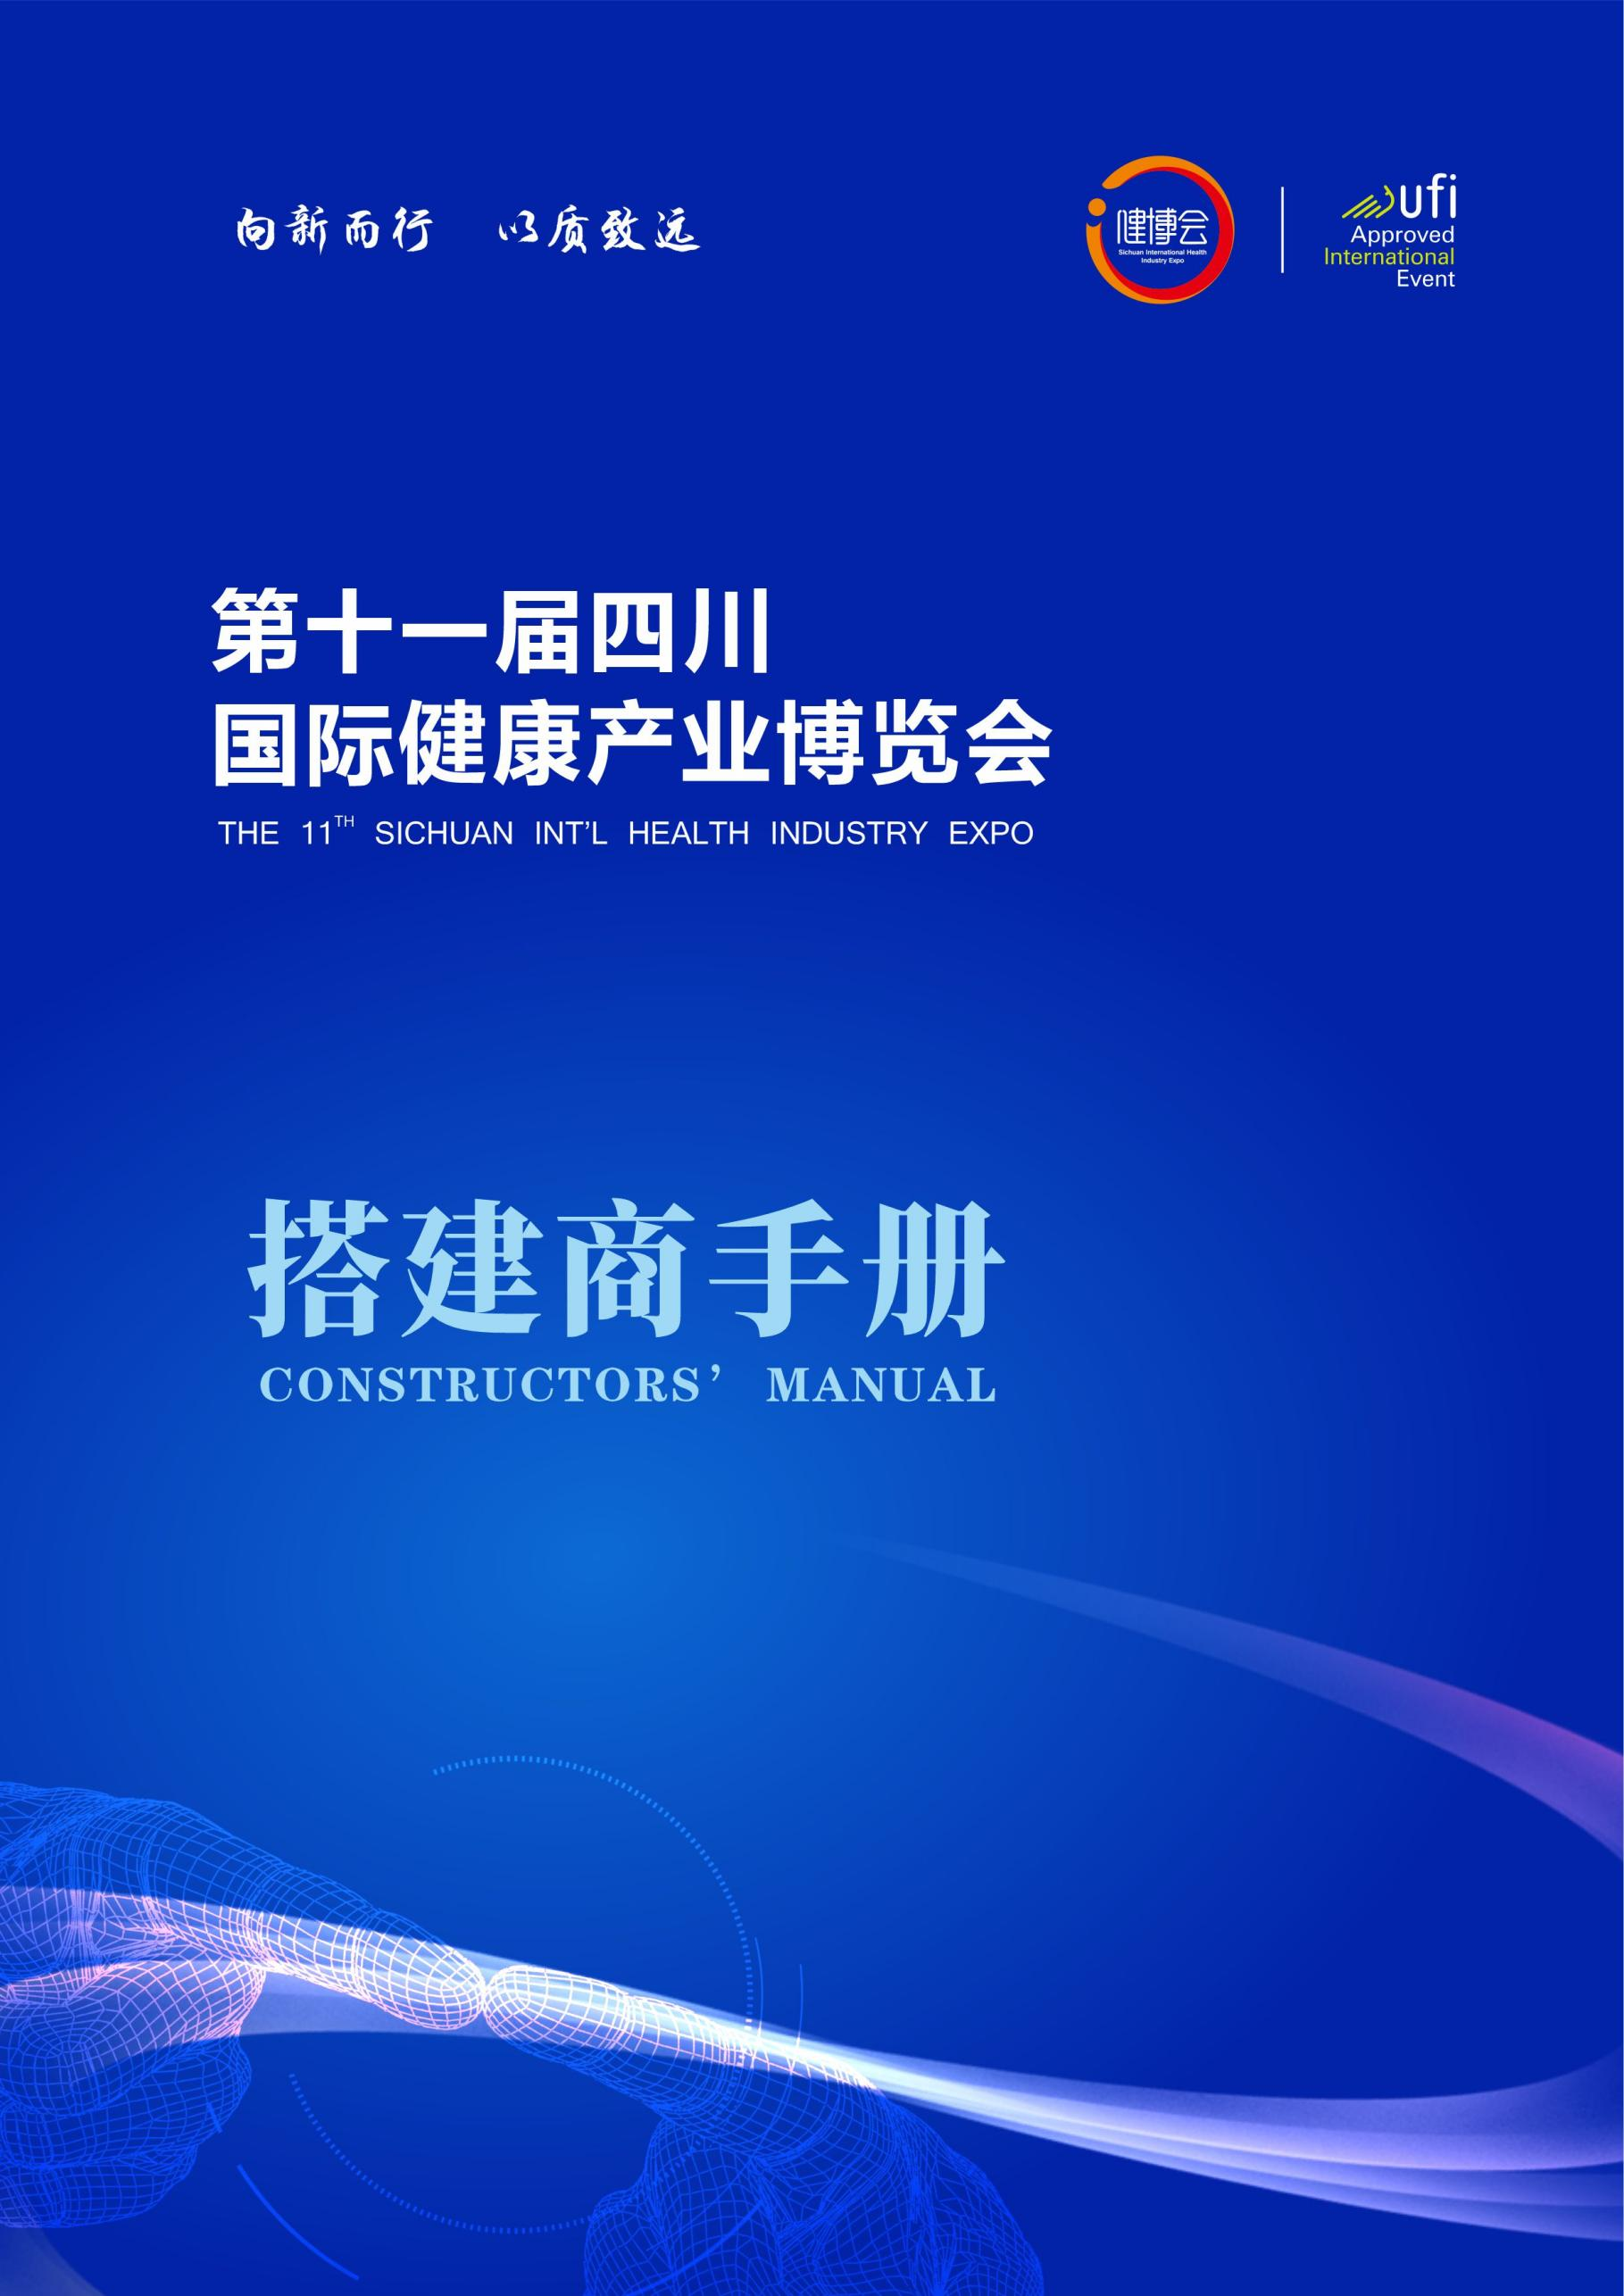 向新而行 以质致远
健博会
Sichuan International Health
Industry Expo
ufi
Approved
International
Event
第十一届四川
国际健康产业博览会
THE 11TH SICHUAN INT'L HEALTH INDUSTRY EXPO
搭建商手册
CONSTRUCTORS' MANUAL